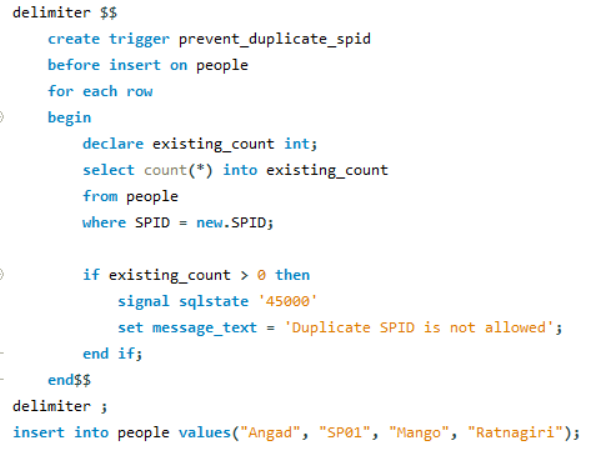 delimiter $$
create trigger prevent_duplicate_spid
before insert on people
for each row
begin
declare existing_count int;
select count(*) into existing_count
from people
where SPID = new.SPID;
if existing_count > 0 then
signal sqlstate '45000'
set message_text = 'Duplicate SPID is not allowed';
end if;
end$$
delimiter ;
insert into people values("Angad", "SP01", "Mango", "Ratnagiri");